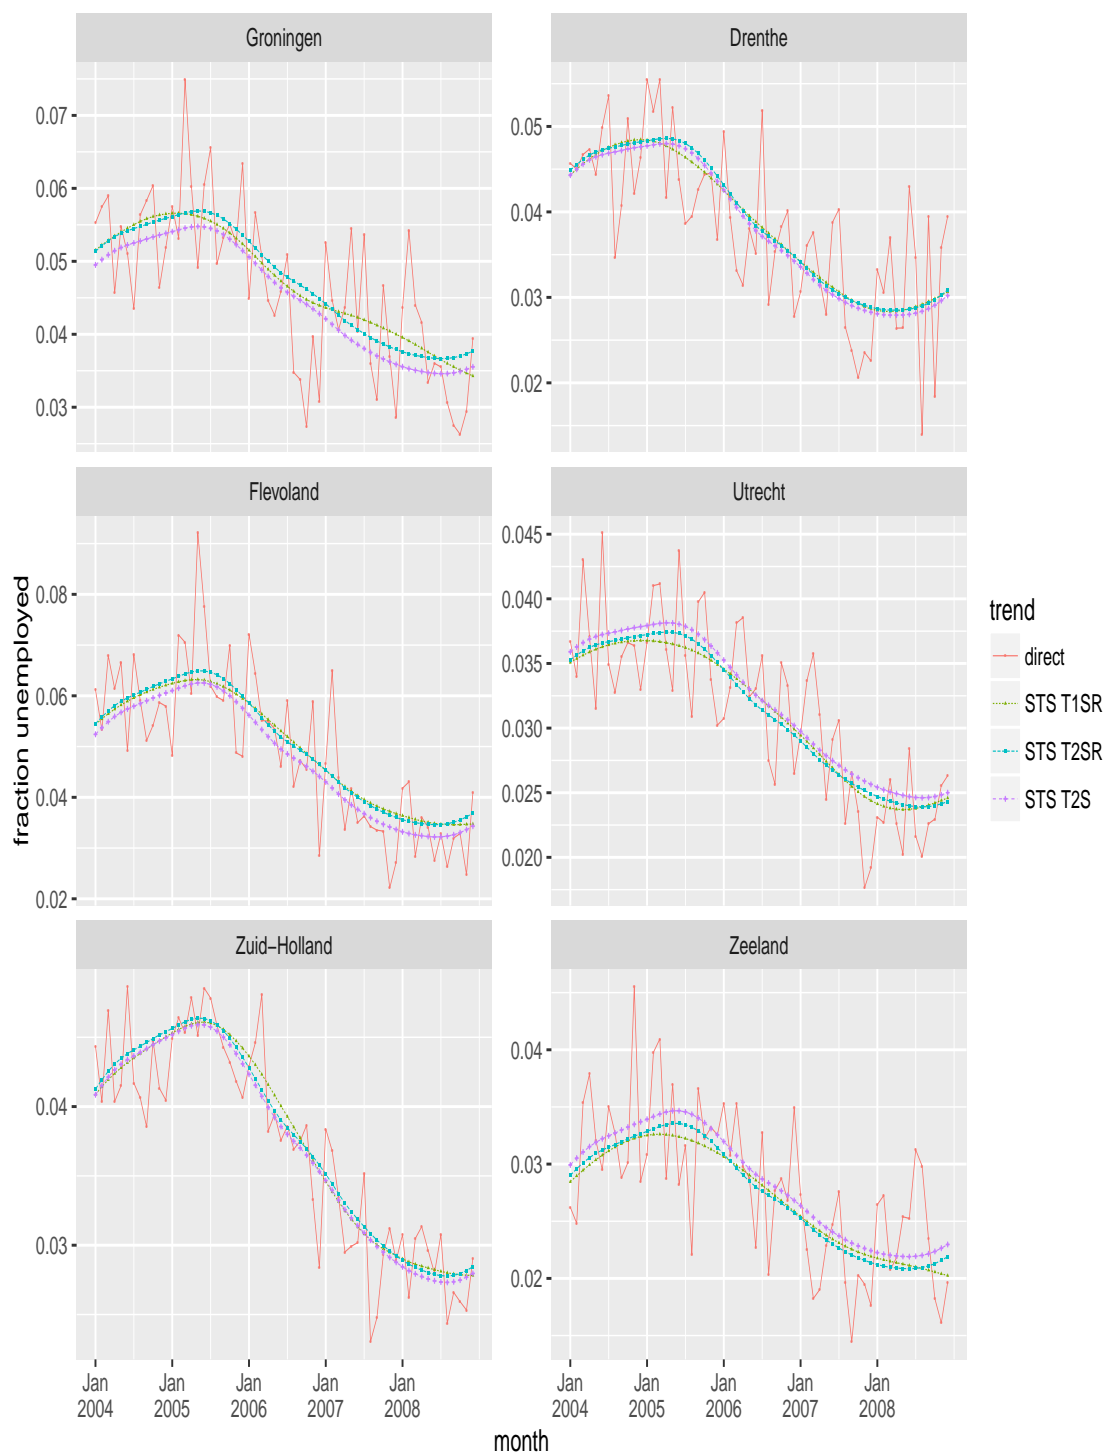 Groningen
Drenthe
0.07
0.06
0.05
0.04
0.03
0.05
0.04
0.03
0.02
Flevoland
Utrecht
fraction unemployed
0.08
0.06
0.04
0.02
0.045
0.040
0.035
0.030
0.025
0.020
trend
direct
STS T1SR
STS T2SR
STS T2S
Zuid−Holland
Zeeland
0.04
0.03
0.04
0.03
0.02
Jan 2004
Jan 2005
Jan 2006
Jan 2007
Jan 2008
Jan 2004
Jan 2005
Jan 2006
Jan 2007
Jan 2008
month